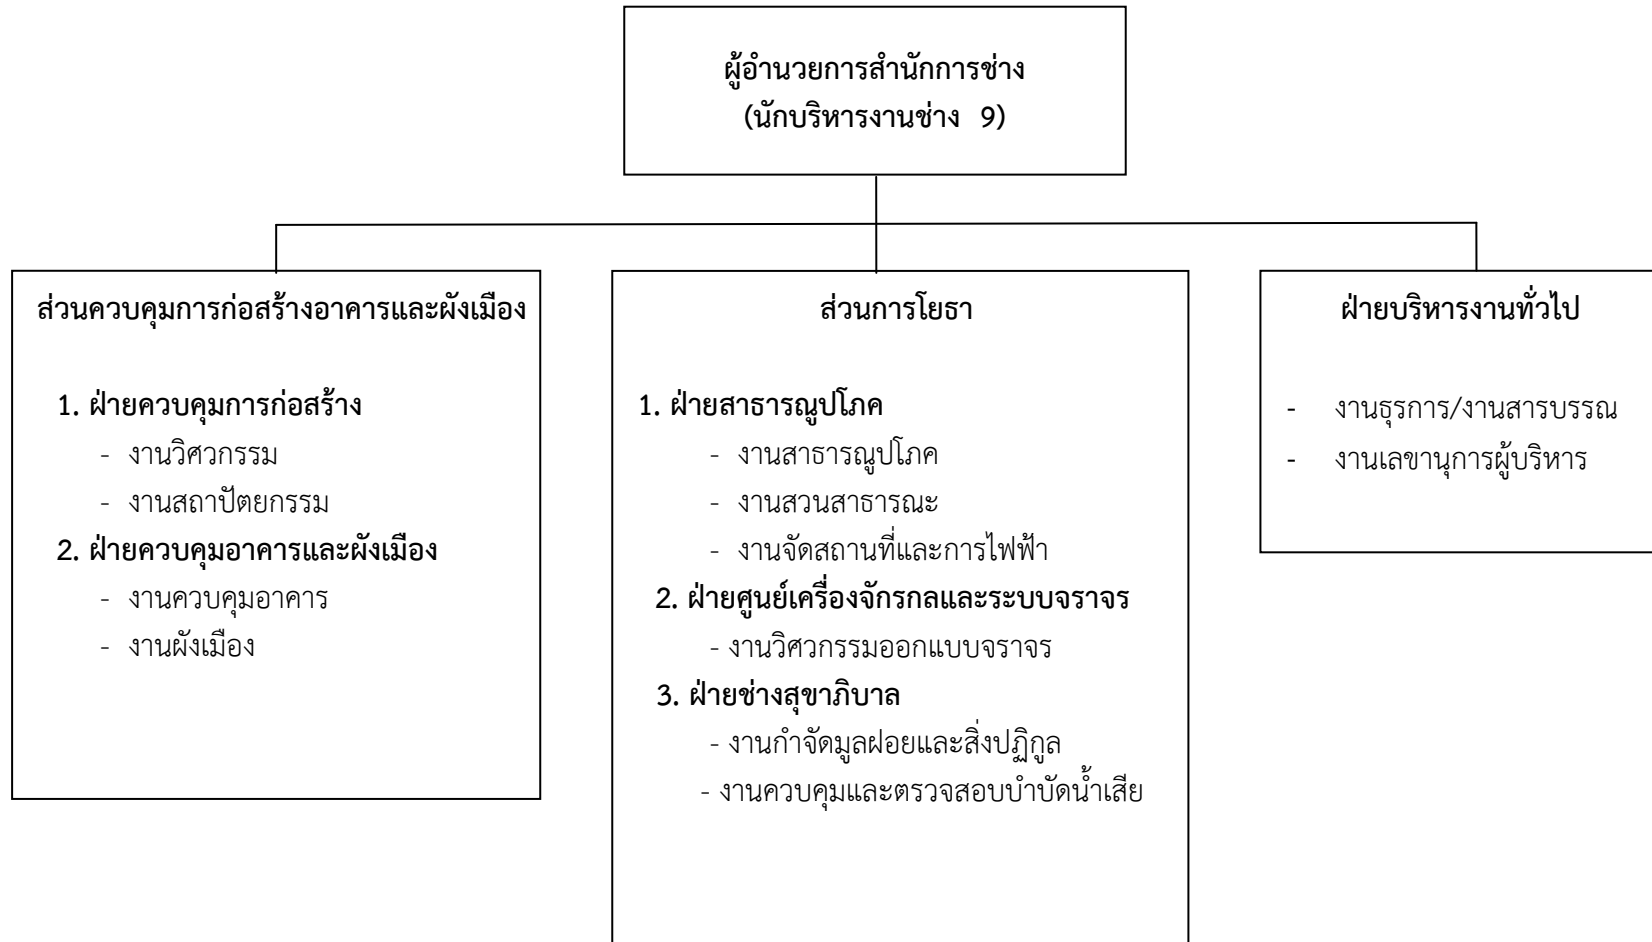 ผู้อำนวยการสำนักการช่าง
(นักบริหารงานช่าง 9)
ส่วนควบคุมการก่อสร้างอาคารและผังเมือง
1. ฝ่ายควบคุมการก่อสร้าง
- งานวิศวกรรม
- งานสถาปัตยกรรม
2. ฝ่ายควบคุมอาคารและผังเมือง
- งานควบคุมอาคาร
- งานผังเมือง
ส่วนการโยธา
1. ฝ่ายสาธารณูปโภค
- งานสาธารณูปโภค
- งานสวนสาธารณะ
- งานจัดสถานที่และการไฟฟ้า
2. ฝ่ายศูนย์เครื่องจักรกลและระบบจราจร
- งานวิศวกรรมออกแบบจราจร
3. ฝ่ายช่างสุขาภิบาล
- งานกำจัดมูลฝอยและสิ่งปฏิกูล
- งานควบคุมและตรวจสอบบำบัดน้ำเสีย
ฝ่ายบริหารงานทั่วไป
- งานธุรการ/งานสารบรรณ
- งานเลขานุการผู้บริหาร